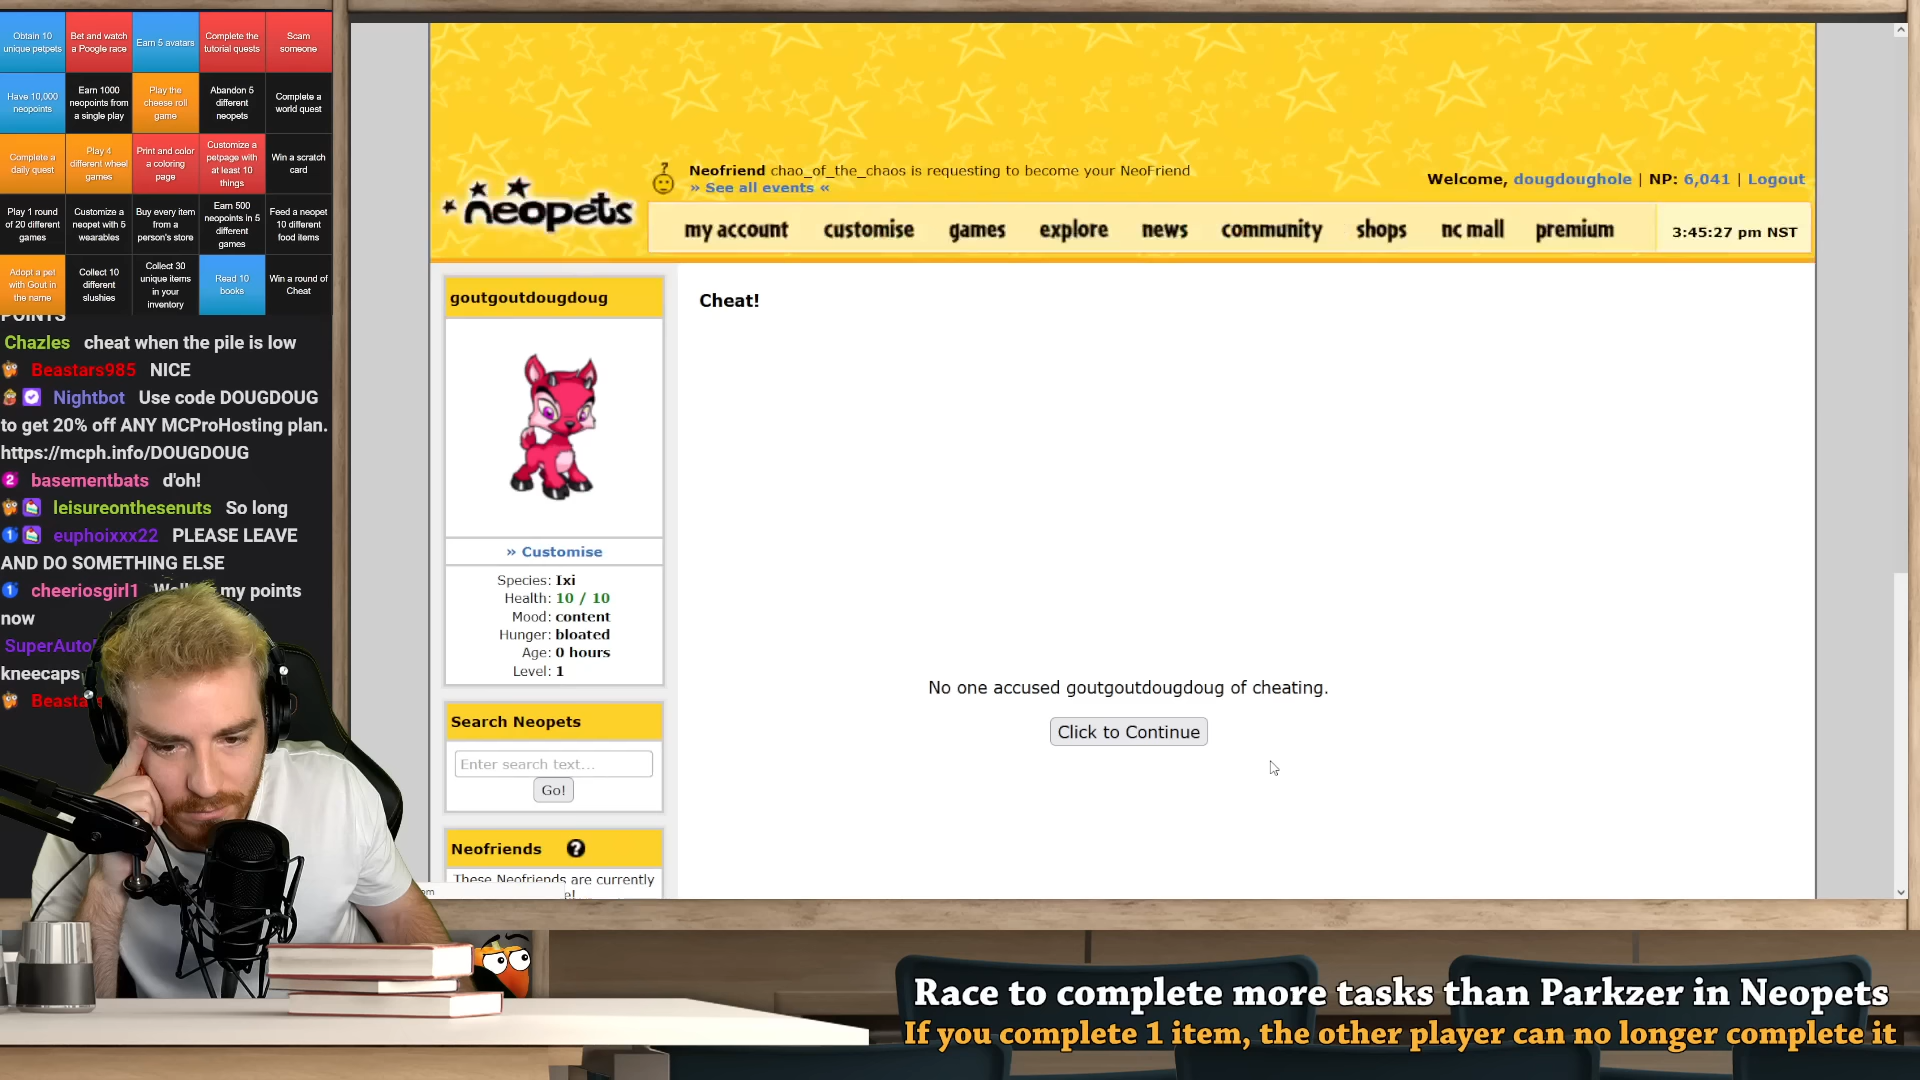 Obtain 10
unique petpets
Bet and watch
a Poogle race
Earn 5 avatars
Complete the
tutorial quests
Scam
someone
Have 10,000
neopoints
Earn 1000
neopoints from
a single play
Play the
cheese roll
game
Abandon 5
different
neopets
Complete a
world quest
Complete a
daily quest
Play 4
different wheel
games
Print and color
a coloring
page
Customize a
petpage with
at least 10
things
Win a scratch
card
Play 1 round
of 20 different
games
Customize a
neopet with 5
wearables
Buy every item
from a
person's store
Earn 500
neopoints in 5
different
games
Feed a neopet
10 different
food items
Adopt a pet
with Gout in
the name
Collect 10
different
slushies
Collect 30
unique items
in your
inventory
Read 10
books
Win a round of
Cheat
POINTS
Chazles cheat when the pile is low
Beastars985 NICE
Nightbot Use code DOUGDOUG
to get 20% off ANY MCProHosting plan.
https://mcph.info/DOUGDOUG
2 basementbats d'oh!
leisureonthesenuts So long
1 euphoixxx22 PLEASE LEAVE
AND DO SOMETHING ELSE
1 cheeriosgirl1 my points
now
kneecaps
neopets
Neofriend chao_of_the_chaos is requesting to become your NeoFriend
» See all events «
Welcome, dougdoughole | NP: 6,041 | Logout
my account customise games explore news community shops nc mall premium
3:45:27 pm NST
goutgoutdougdoug
» Customise
Species: Ixi
Health: 10 / 10
Mood: content
Hunger: bloated
Age: 0 hours
Level: 1
Search Neopets
Enter search text...
Go!
Neofriends ?
These Neofriends are currently
Cheat!
No one accused goutgoutdougdoug of cheating.
Click to Continue
Race to complete more tasks than Parkzer in Neopets
If you complete 1 item, the other player can no longer complete it